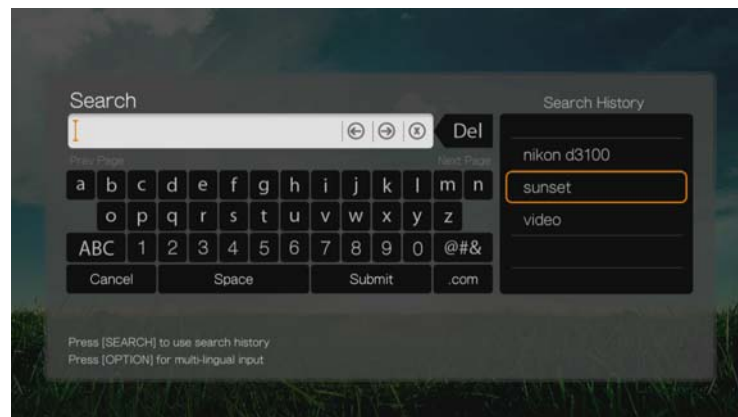 Search
Search History
Del
Prev Page Next Page
nikon d3100
a b c d e f g h i j k l m n
sunset
o p q r s t u v w x y z
video
ABC 1 2 3 4 5 6 7 8 9 0 @#&
Cancel Space Submit .com
Press [SEARCH] to use search history
Press [OPTION] for multi-lingual input